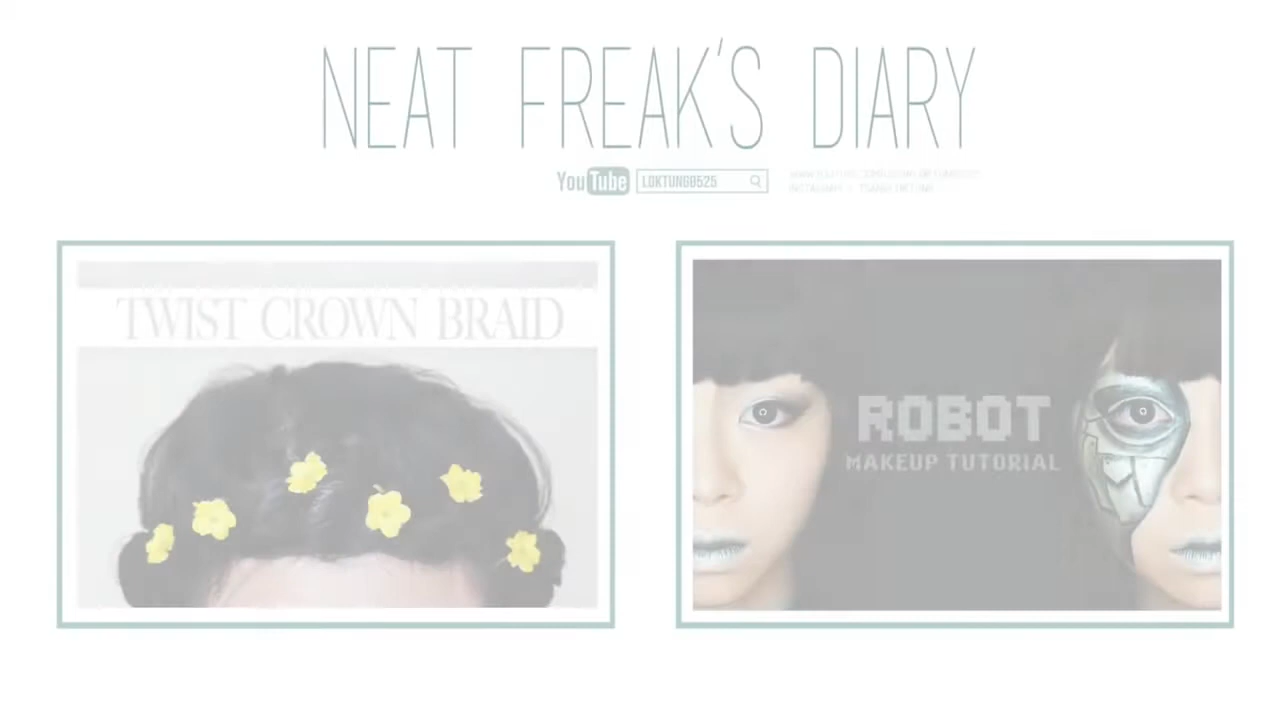 NEAT FREAK'S DIARY
YouTube LOKTUNG0525
TWIST CROWN BRAID
ROBOT
MAKEUP TUTORIAL